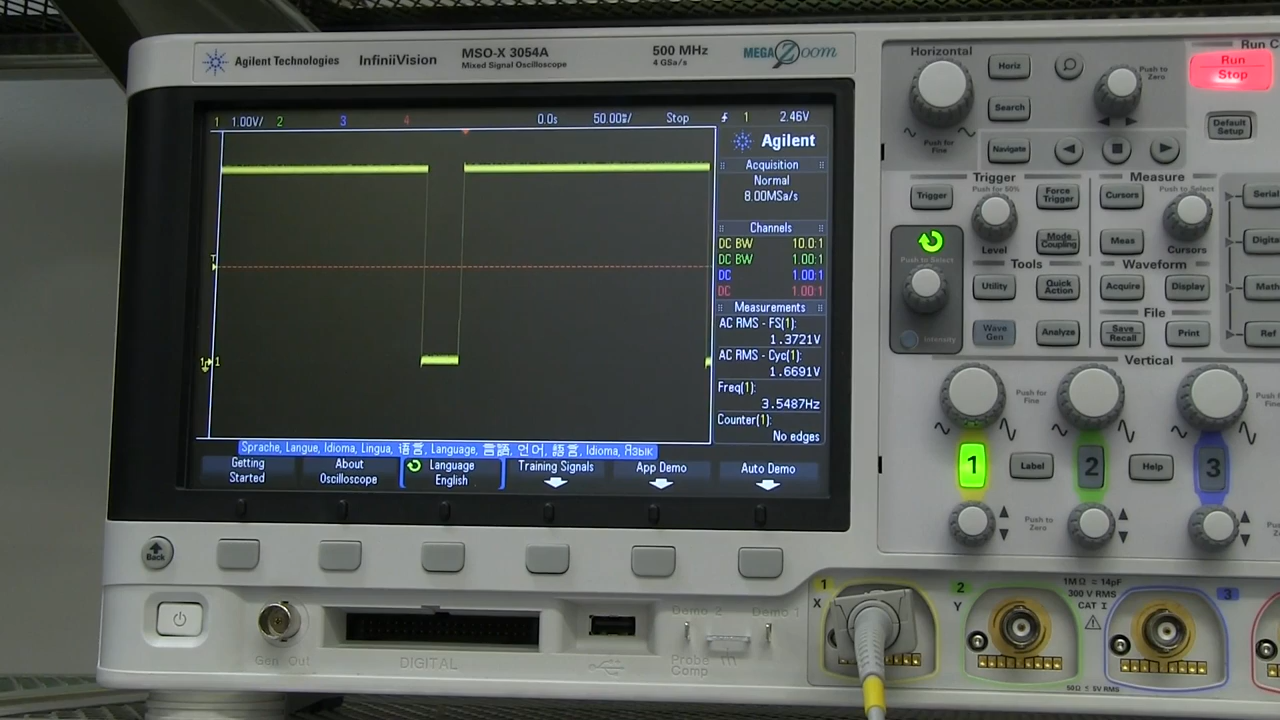 Agilent Technologies InfiniiVision MSO-X 3054A 500 MHz MEGA Zoom
Mixed Signal Oscilloscope 4 GSa/s
1 1.00V/ 2 3 4 0.0s 50.00ms/ Stop 1 2.46V
Agilent
Acquisition
Normal
8.00MSa/s
Channels
DC BW 10.0:1
DC BW 1.00:1
DC 1.00:1
DC 1.00:1
Measurements
AC RMS - FS(1):
1.3721V
AC RMS - Cyc(1):
1.6691V
Freq(1):
3.5487Hz
Counter(1):
No edges
T
1 1
Sprache, Langue, Idioma, Lingua, 语言, Language, 言語, 언어, 語言, Idioma, Язык
Getting Started
About Oscilloscope
Language English
Training Signals
App Demo
Auto Demo
Back
Gen Out
DIGITAL
Demo 2
Demo 1
Probe Comp
Horizontal
Push for Fine
Horiz
Search
Navigate
Push to Zero
Run C
Run Stop
Default Setup
Trigger
Trigger
Push for 50%
Force Trigger
Level
Mode Coupling
Measure
Cursors
Push to Select
Meas
Cursors
Push to Select
Intensity
Tools
Utility
Quick Action
Wave Gen
Analyze
Waveform
Acquire
Display
File
Save Recall
Print
Serial
Digita
Math
Ref
Vertical
Push for Fine
Push for Fine
1
Label
2
Help
3
Push to Zero
1
X
2
Y
1MΩ ≅ 14pF
300 V RMS
CAT I
50Ω ≤ 5V RMS
3